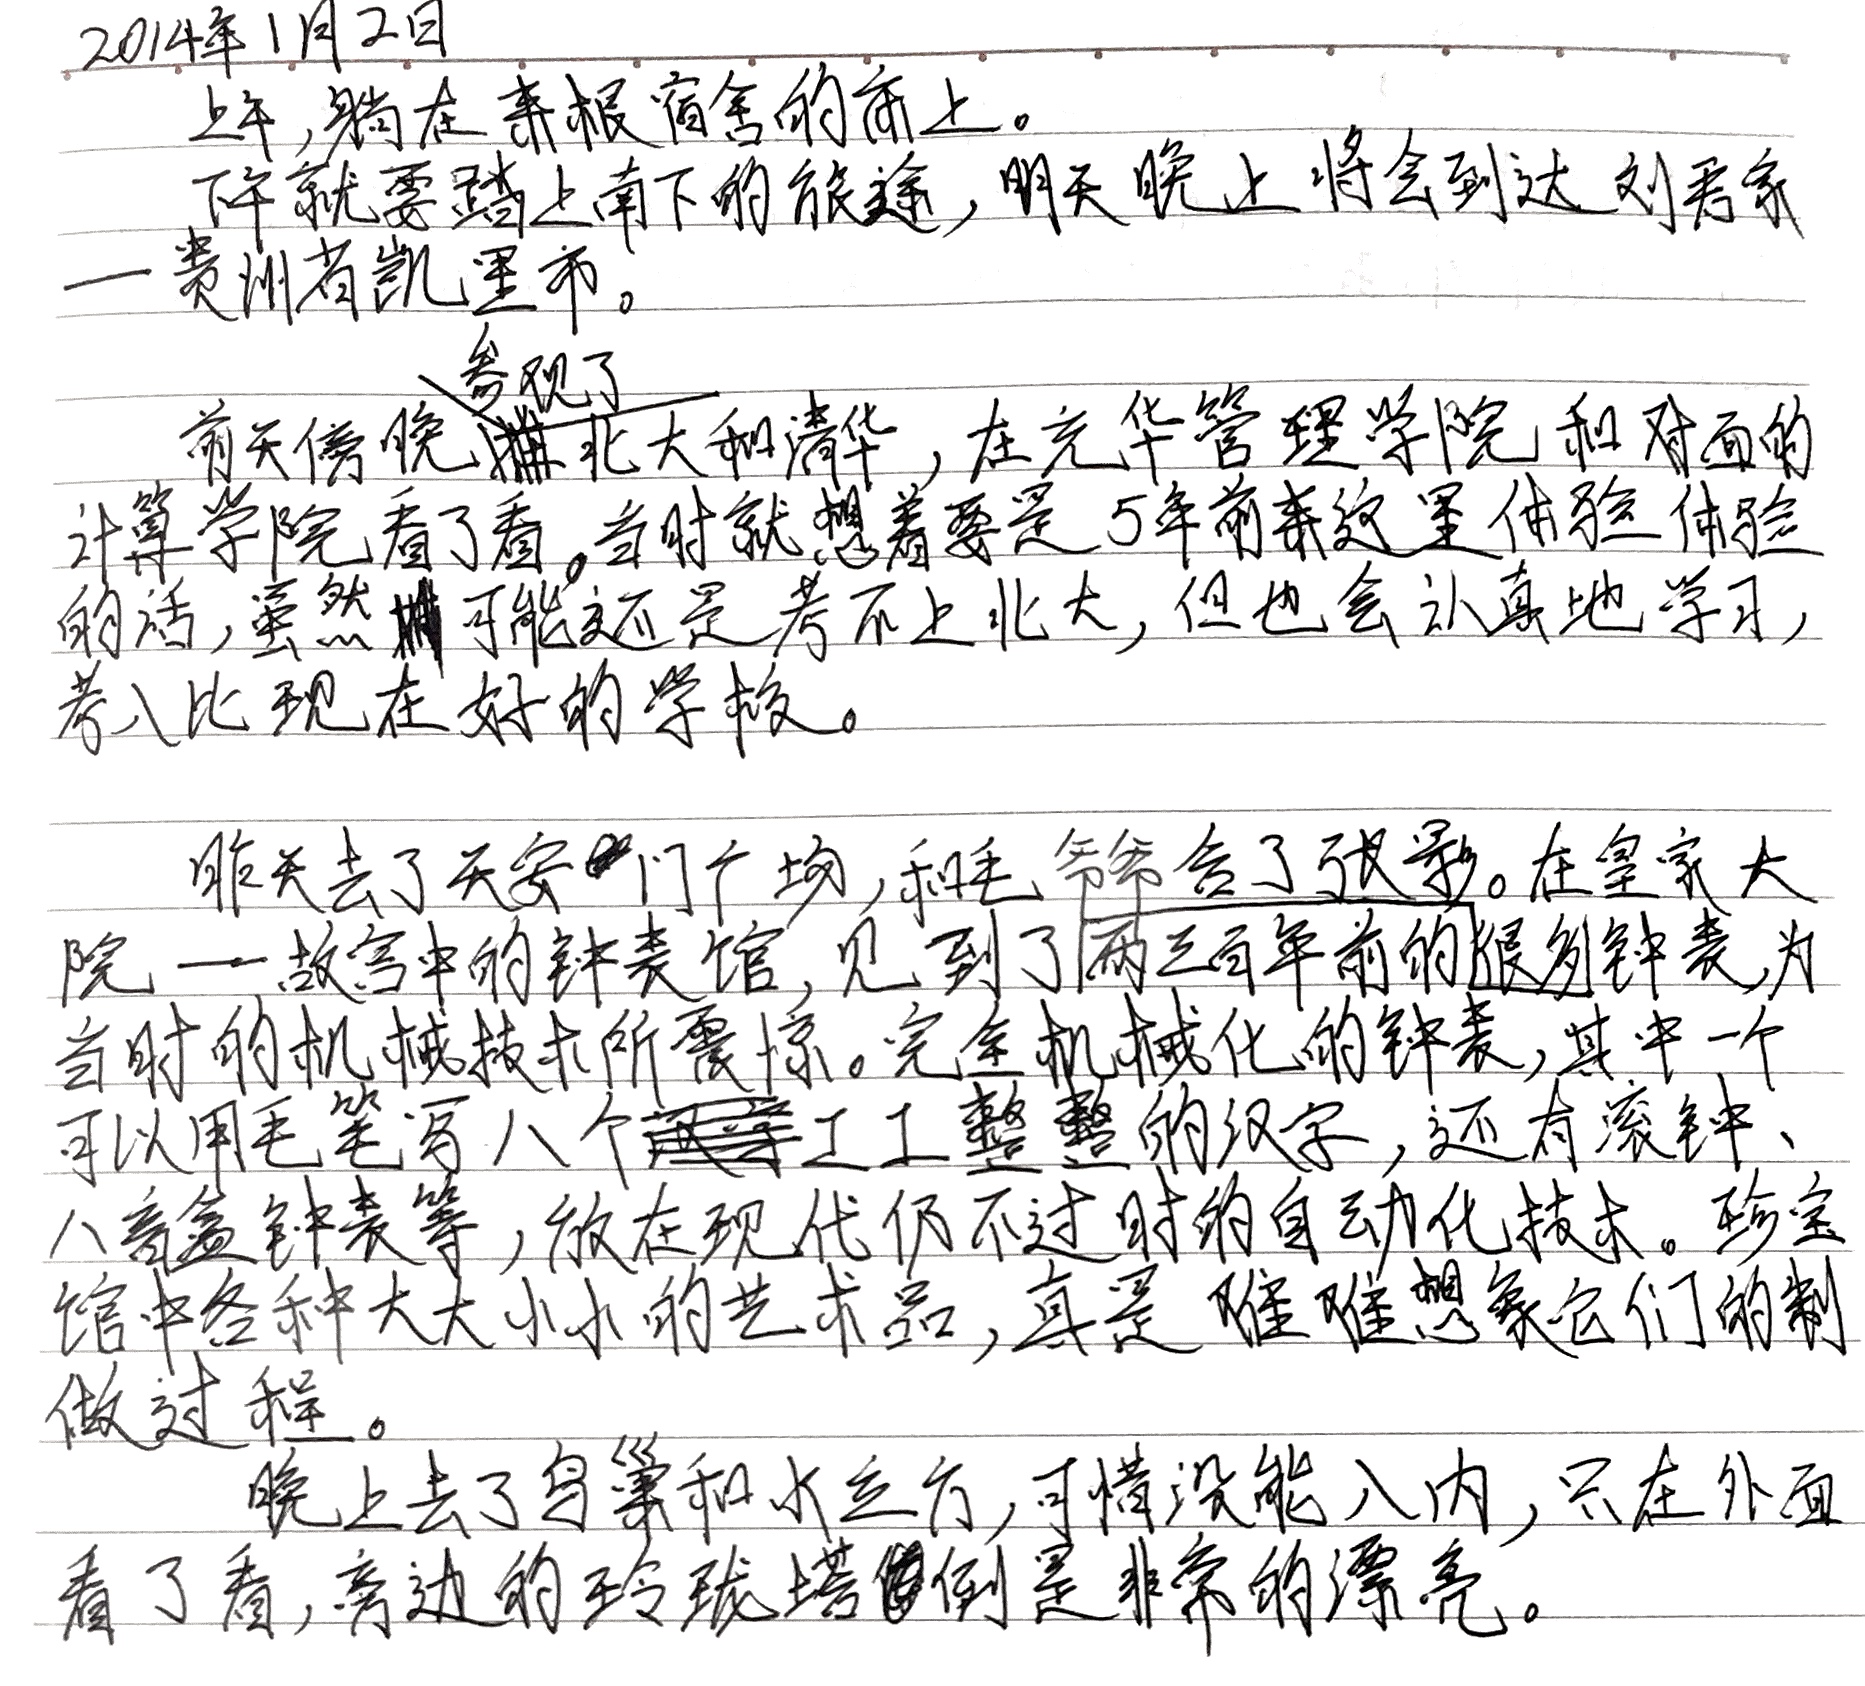 2014年1月2日
上午,躺在来根宿舍的床上。
下午就要踏上南下的旅途,明天晚上将会到达刘君家
一贵州省凯里市。
参观了
前天傍晚北大和清华,在光华管理学院和对面的
计算学院看了看。当时就想着要是5年前来这里体验体验
的话,虽然可能还是考不上北大,但也会认真地学习,
考入比现在好的学校。
昨天去了天安门广场,和毛爷爷合了张影。在皇家大
院一故宫中的钟表馆,见到了两三百年前的很多钟表,为
当时的机械技术所震惊。完全机械化的钟表,其中一个
可以用毛笔写八个工工整整的汉字,还有滚钟、
八音盒钟表等,放在现代仍不过时的自动化技术。珍宝
馆中各种大大小小的艺术品,真是难难想象它们的制
做过程。
晚上去了鸟巢和水立方,可惜没能入内,只在外面
看了看,旁边的玲珑塔倒是非常的漂亮。